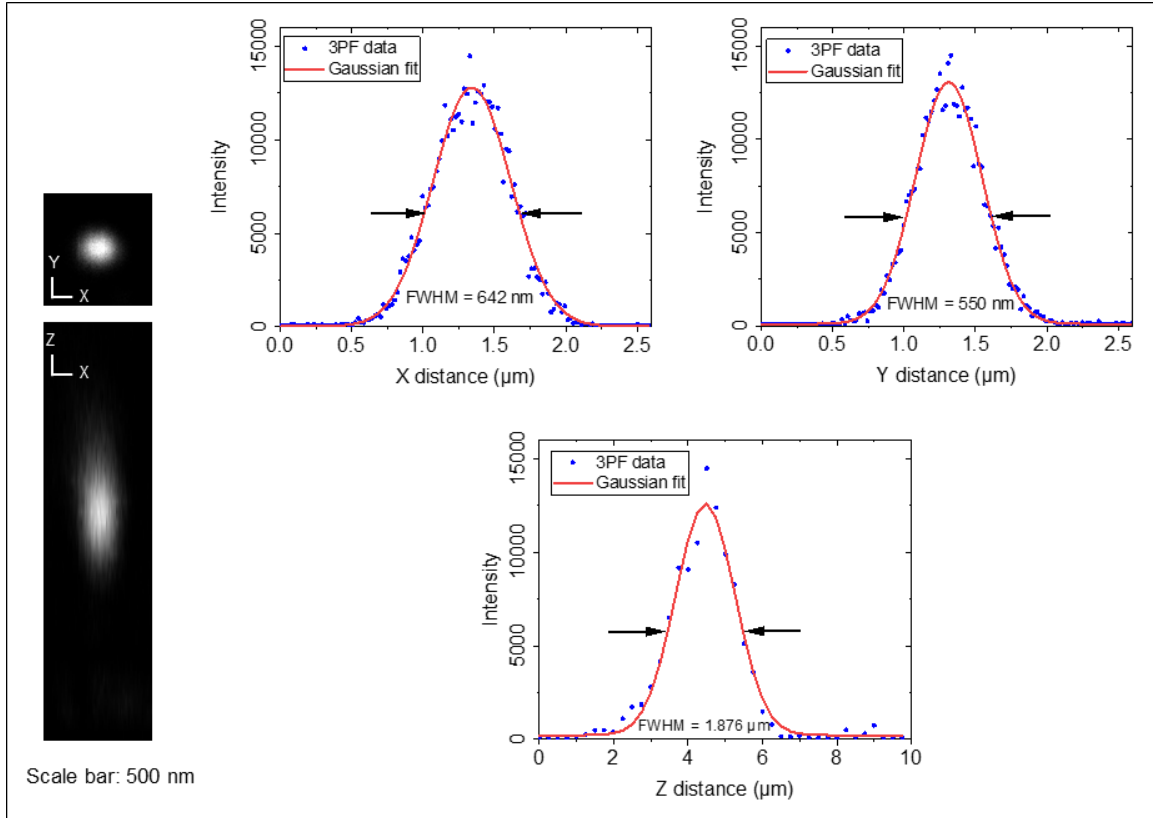 15000
10000
5000
0
Intensity
3PF data
Gaussian fit
FWHM = 642 nm
0.0 0.5 1.0 1.5 2.0 2.5
X distance (µm)
15000
10000
5000
0
Intensity
3PF data
Gaussian fit
FWHM = 550 nm
0.0 0.5 1.0 1.5 2.0 2.5
Y distance (µm)
Y
X
Z
X
Scale bar: 500 nm
15000
10000
5000
0
Intensity
3PF data
Gaussian fit
FWHM = 1.876 µm
0 2 4 6 8 10
Z distance (µm)